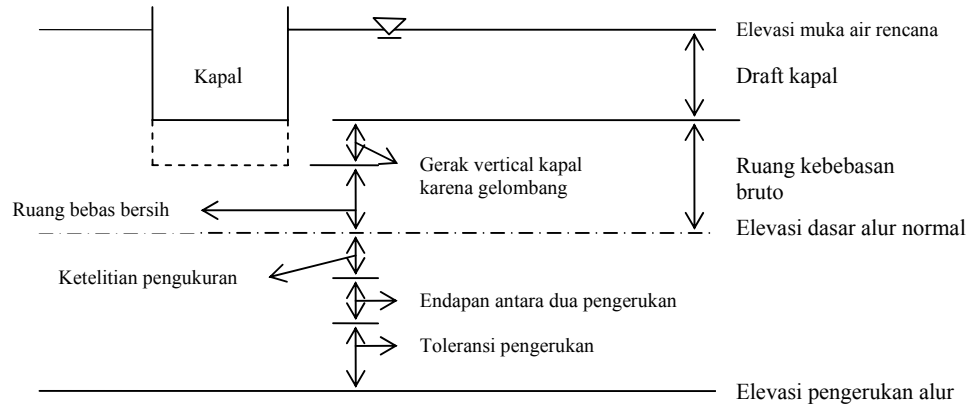 Elevasi muka air rencana
Kapal
Draft kapal
Gerak vertical kapal
karena gelombang
Ruang kebebasan
bruto
Ruang bebas bersih
Elevasi dasar alur normal
Ketelitian pengukuran
Endapan antara dua pengerukan
Toleransi pengerukan
Elevasi pengerukan alur